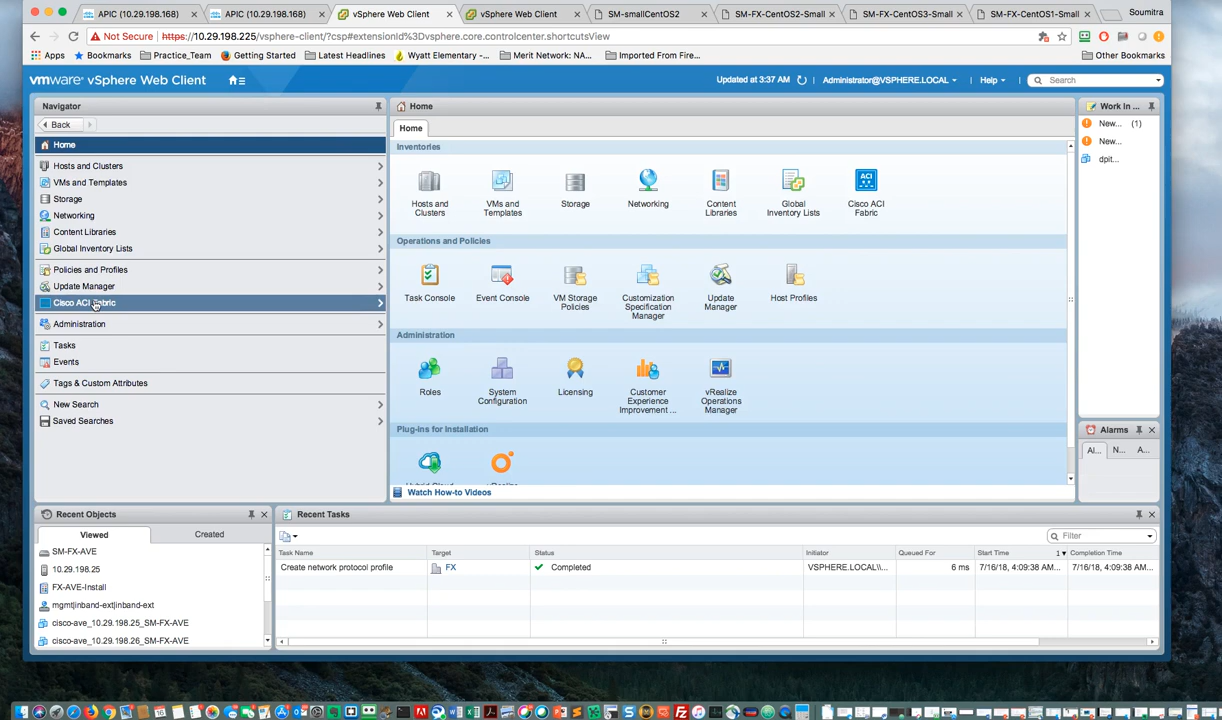 APIC (10.29.198.168)
APIC (10.29.198.168)
vSphere Web Client
vSphere Web Client
SM-smallCentOS2
SM-FX-CentOS2-Small
SM-FX-CentOS3-Small
SM-FX-CentOS1-Small
Soumitra
Not Secure
https://10.29.198.225/vsphere-client/?csp#extensionId%3Dvsphere.core.controlcenter.shortcutsView
Apps
Bookmarks
Practice_Team
Getting Started
Latest Headlines
Wyatt Elementary -...
Merit Network: NA...
Imported From Fire...
Other Bookmarks
vmware® vSphere Web Client
Updated at 3:37 AM
Administrator@VSPHERE.LOCAL
Help
Search
Navigator
Back
Home
Hosts and Clusters
VMs and Templates
Storage
Networking
Content Libraries
Global Inventory Lists
Policies and Profiles
Update Manager
Cisco ACI Fabric
Administration
Tasks
Events
Tags & Custom Attributes
New Search
Saved Searches
Home
Home
Inventories
Hosts and Clusters
VMs and Templates
Storage
Networking
Content Libraries
Global Inventory Lists
ACI
Cisco ACI Fabric
Operations and Policies
Task Console
Event Console
VM Storage Policies
Customization Specification Manager
Update Manager
Host Profiles
Administration
Roles
System Configuration
Licensing
Customer Experience Improvement ...
vRealize Operations Manager
Plug-ins for Installation
Watch How-to Videos
Work In ...
New... (1)
New...
dpit...
Alarms
Al...
N...
A...
Recent Objects
Viewed
Created
SM-FX-AVE
10.29.198.25
FX-AVE-Install
mgmt|inband-ext|inband-ext
cisco-ave_10.29.198.25_SM-FX-AVE
cisco-ave_10.29.198.26_SM-FX-AVE
Recent Tasks
Filter
Task Name
Target
Status
Initiator
Queued For
Start Time
1
Completion Time
Create network protocol profile
FX
Completed
VSPHERE.LOCAL\\...
6 ms
7/16/18, 4:09:38 AM...
7/16/18, 4:09:38 AM...